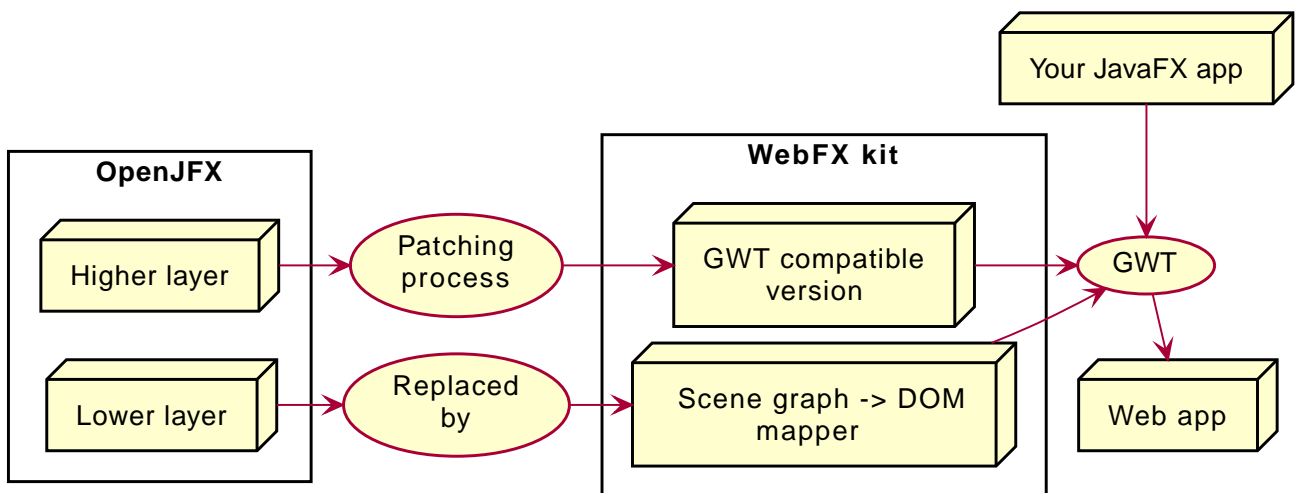 Your JavaFX app
OpenJFX
WebFX kit
Higher layer
Patching
process
GWT compatible
version
GWT
Lower layer
Replaced
by
Scene graph -> DOM
mapper
Web app